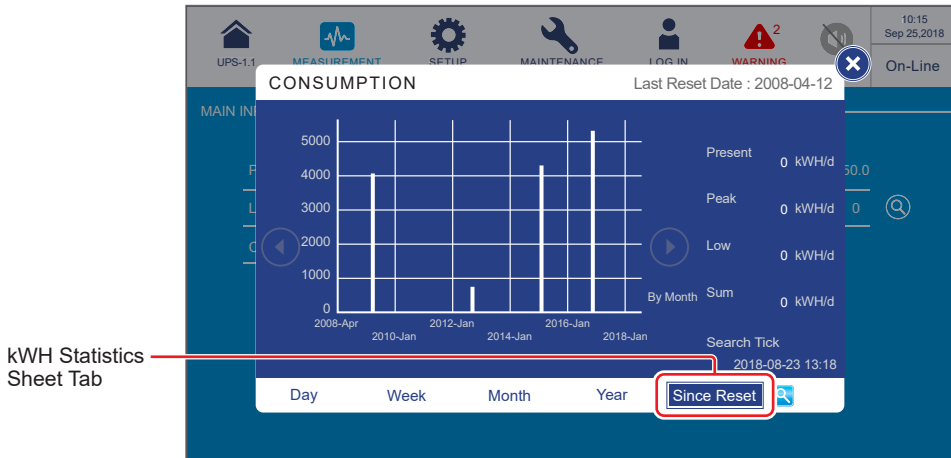 10:15
2
Sep 25,2018
UPS-1.1
MEASUREMENT
SETUP
MAINTENANCE
LOG IN
WARNING
On-Line
CONSUMPTION
Last Reset Date : 2008-04-12
MAIN IN
5000
4000
3000
2000
1000
0
2008-Apr
2010-Jan
2012-Jan
2014-Jan
2016-Jan
2018-Jan
By Month
Present
0 kWH/d
Peak
0 kWH/d
Low
0 kWH/d
Sum
0 kWH/d
50.0
0
Search Tick
2018-08-23 13:18
Day
Week
Month
Year
Since Reset
kWH Statistics
Sheet Tab